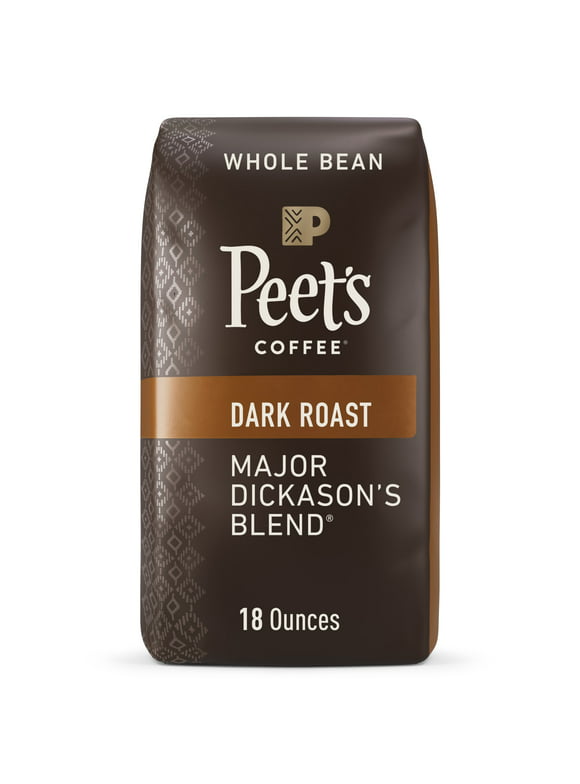 WHOLE BEAN
P
Peet's
COFFEE®
DARK ROAST
MAJOR
DICKASON'S
BLEND®
18 Ounces